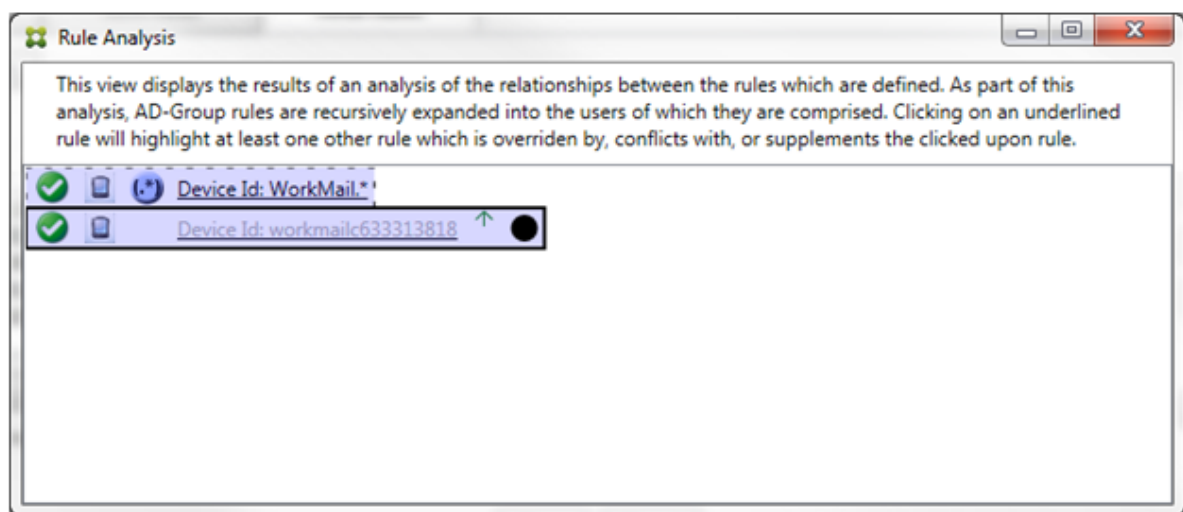 Rule Analysis
This view displays the results of an analysis of the relationships between the rules which are defined. As part of this
analysis, AD-Group rules are recursively expanded into the users of which they are comprised. Clicking on an underlined
rule will highlight at least one other rule which is overriden by, conflicts with, or supplements the clicked upon rule.
(.*) Device Id: WorkMail.*
Device Id: workmailc633313818